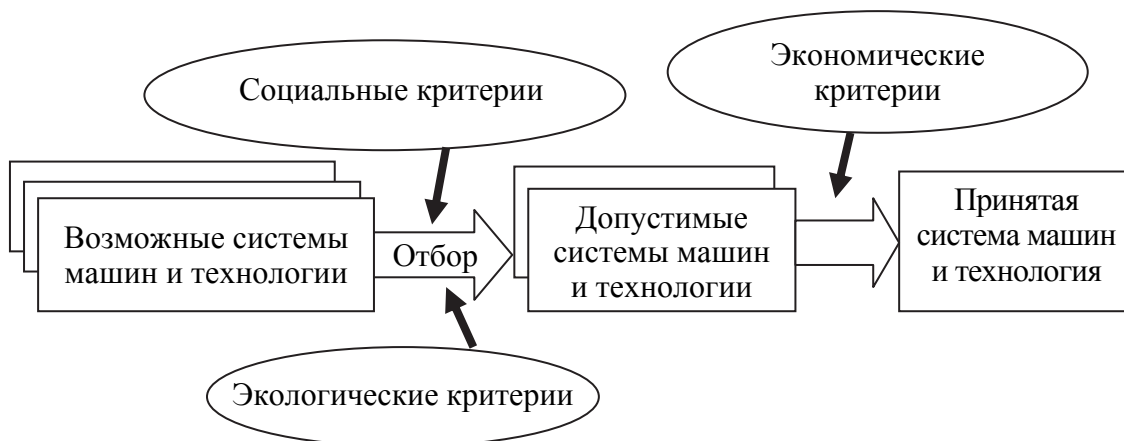 Социальные критерии
Экономические
критерии
Возможные системы
машин и технологии
Отбор
Допустимые
системы машин
и технологии
Принятая
система машин
и технология
Экологические критерии